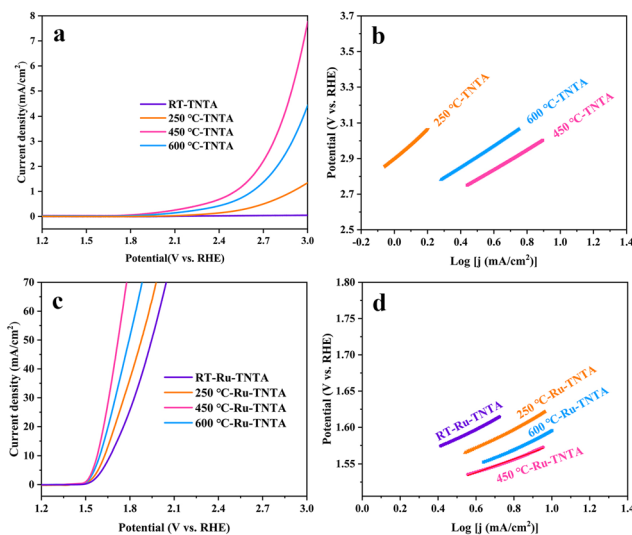 a
Current density(mA/cm²)
8
7
6
5
4
3
2
1
0
RT-TNTA
250 °C-TNTA
450 °C-TNTA
600 °C-TNTA
1.2 1.5 1.8 2.1 2.4 2.7 3.0
Potential(V vs. RHE)
b
Potential (V vs. RHE)
3.7
3.5
3.3
3.1
2.9
2.7
2.5
250 °C-TNTA
600 °C-TNTA
450 °C-TNTA
-0.2 0.0 0.2 0.4 0.6 0.8 1.0 1.2 1.4
Log [j (mA/cm²)]
c
Current density (mA/cm²)
70
60
50
40
30
20
10
0
RT-Ru-TNTA
250 °C-Ru-TNTA
450 °C-Ru-TNTA
600 °C-Ru-TNTA
1.2 1.5 1.8 2.1 2.4 2.7 3.0
Potential (V vs. RHE)
d
Potential (V vs. RHE)
1.80
1.75
1.70
1.65
1.60
1.55
RT-Ru-TNTA
250 °C-Ru-TNTA
600 °C-Ru-TNTA
450 °C-Ru-TNTA
0.0 0.2 0.4 0.6 0.8 1.0 1.2 1.4
Log [j (mA/cm²)]